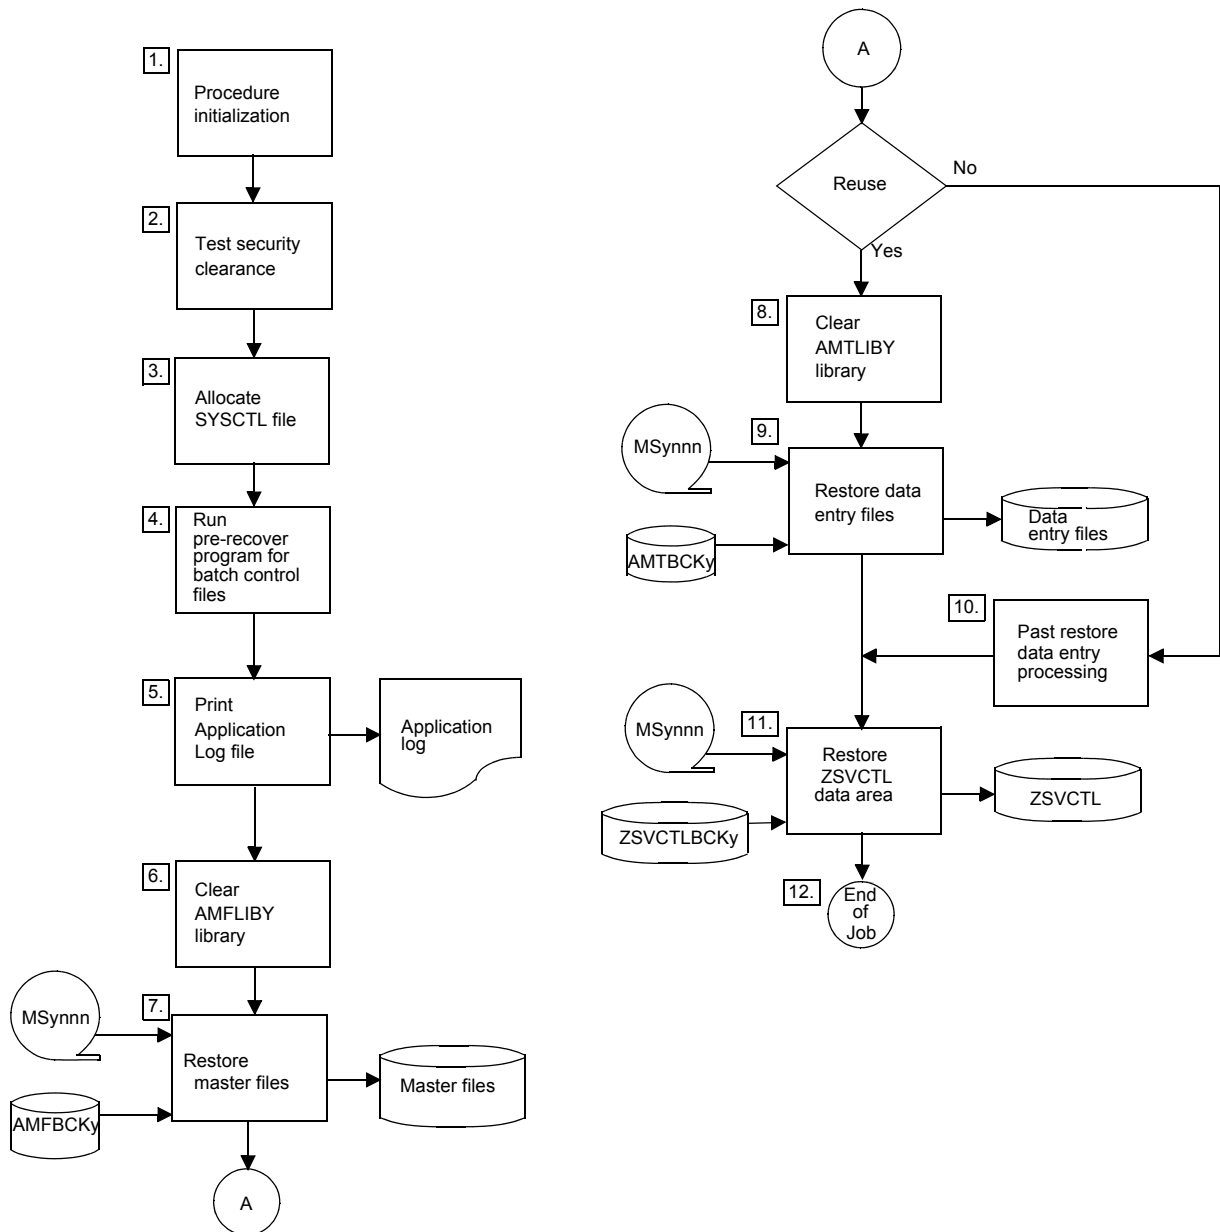 1.
Procedure
initialization
2.
Test security
clearance
3.
Allocate
SYSCTL file
4.
Run
pre-recover
program for
batch control
files
5.
Print
Application
Log file
Application
log
6.
Clear
AMFLIBY
library
MSynnn
7.
Restore
master files
Master files
AMFBCKy
A
A
Reuse
No
Yes
8.
Clear
AMTLIBY
library
MSynnn
9.
Restore data
entry files
Data
entry files
AMTBCKy
10.
Past restore
data entry
processing
MSynnn
11.
Restore
ZSVCTL
data area
ZSVCTL
ZSVCTLBCKy
12.
End
of
Job